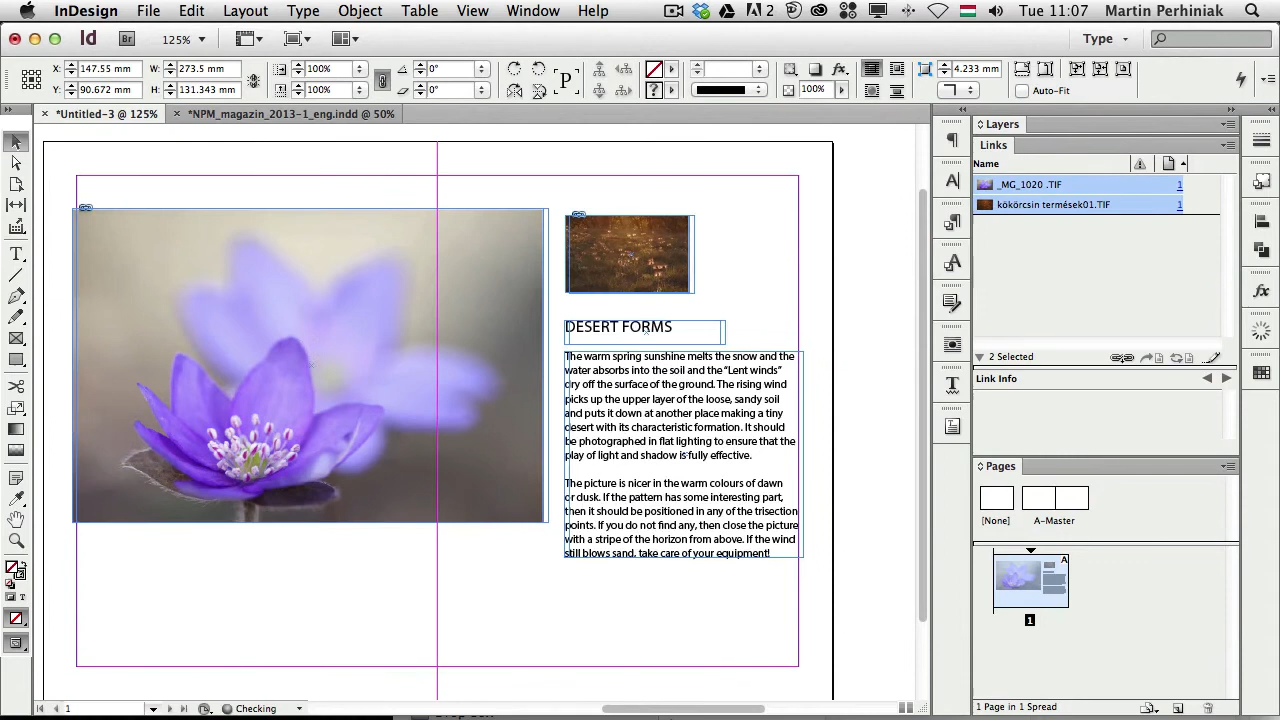 InDesign File Edit Layout Type Object Table View Window Help A 2 Tue 11:07 Martin Perhiniak
Id Br 125% Type
X: 147.55 mm W: 273.5 mm 100% 0° P 4.233 mm
Y: 90.672 mm H: 131.343 mm 100% 0° fx 100% Auto-Fit
*Untitled-3 @ 125% *NPM_magazin_2013-1_eng.indd @ 50%
Layers
Links
Name
_MG_1020 .TIF 1
kökörcsin termések01.TIF 1
2 Selected
Link Info
Pages
[None] A-Master
A
1
1 Page in 1 Spread
DESERT FORMS
The warm spring sunshine melts the snow and the
water absorbs into the soil and the “Lent winds”
dry off the surface of the ground. The rising wind
picks up the upper layer of the loose, sandy soil
and puts it down at another place making a tiny
desert with its characteristic formation. It should
be photographed in flat lighting to ensure that the
play of light and shadow is fully effective.
The picture is nicer in the warm colours of dawn
or dusk. If the pattern has some interesting part,
then it should be positioned in any of the trisection
points. If you do not find any, then close the picture
with a stripe of the horizon from above. If the wind
still blows sand, take care of your equipment!
1 Checking